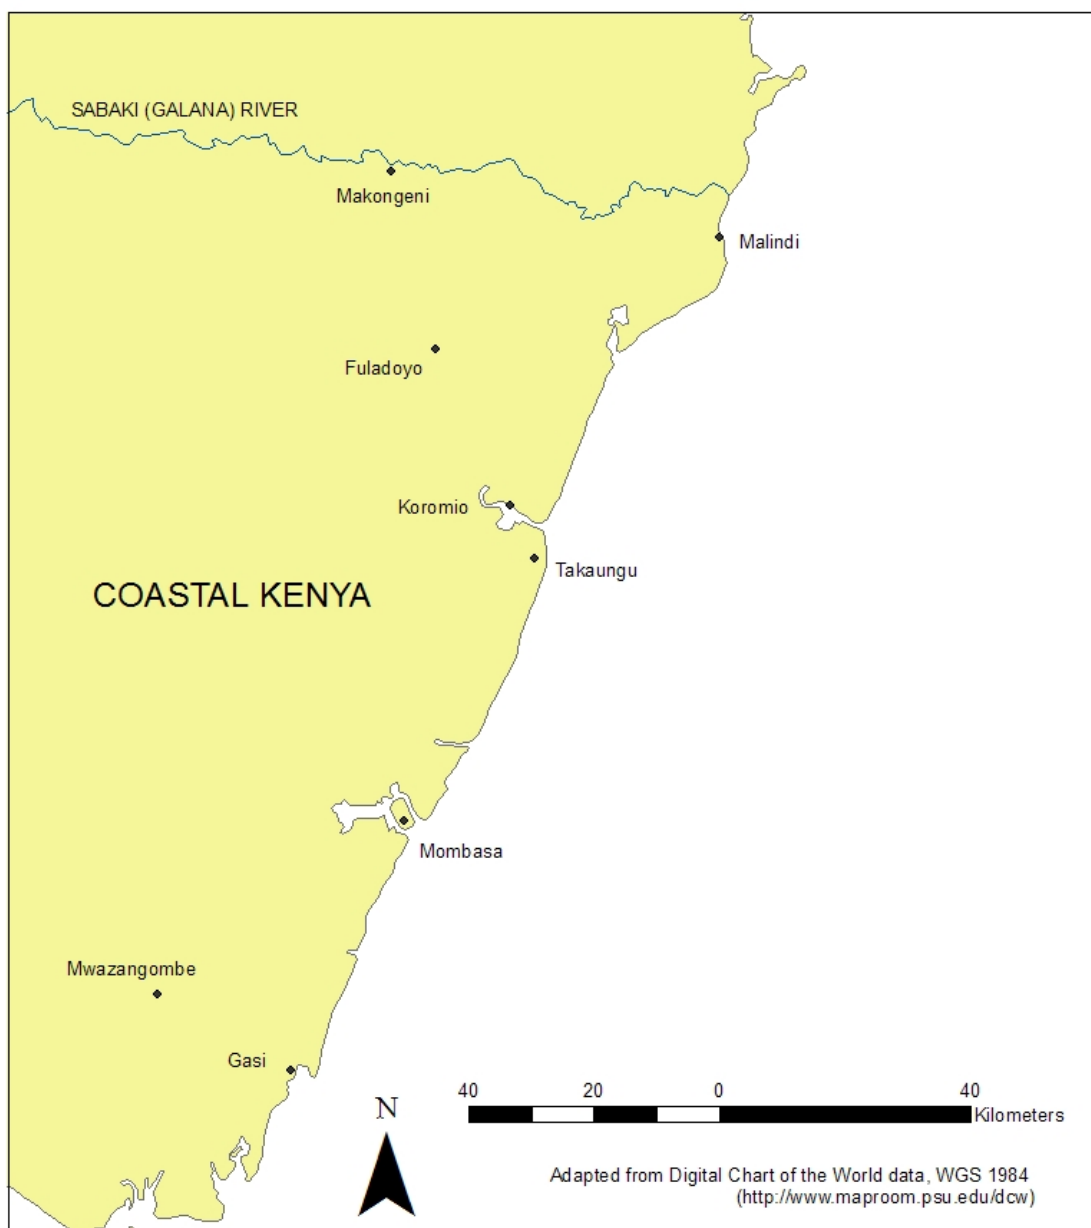 SABAKI (GALANA) RIVER
Makongeni
Malindi
Fuladoyo
Koromio
Takaungu
COASTAL KENYA
Mombasa
Mwazangombe
Gasi
N
40 20 0 40
Kilometers
Adapted from Digital Chart of the World data, WGS 1984
(http://www.maproom.psu.edu/dcw)